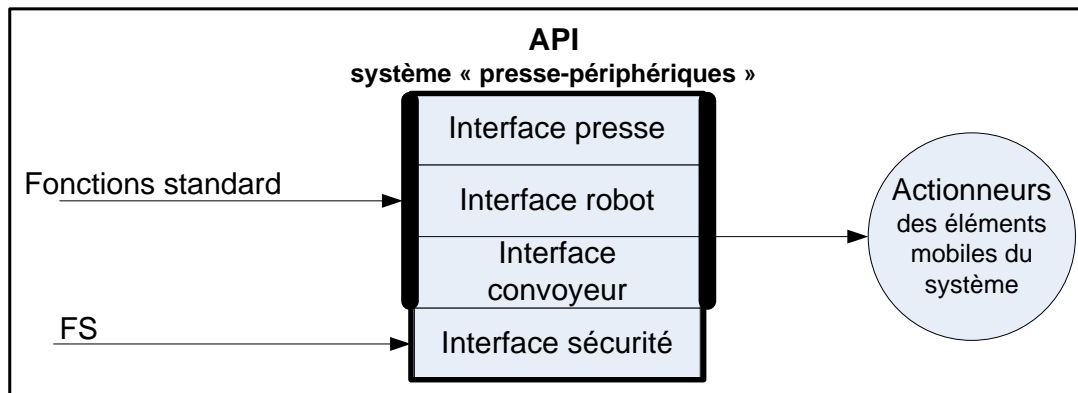 API
système « presse-périphériques »
Interface presse
Fonctions standard
Interface robot
Interface
convoyeur
FS
Interface sécurité
Actionneurs
des éléments
mobiles du
système